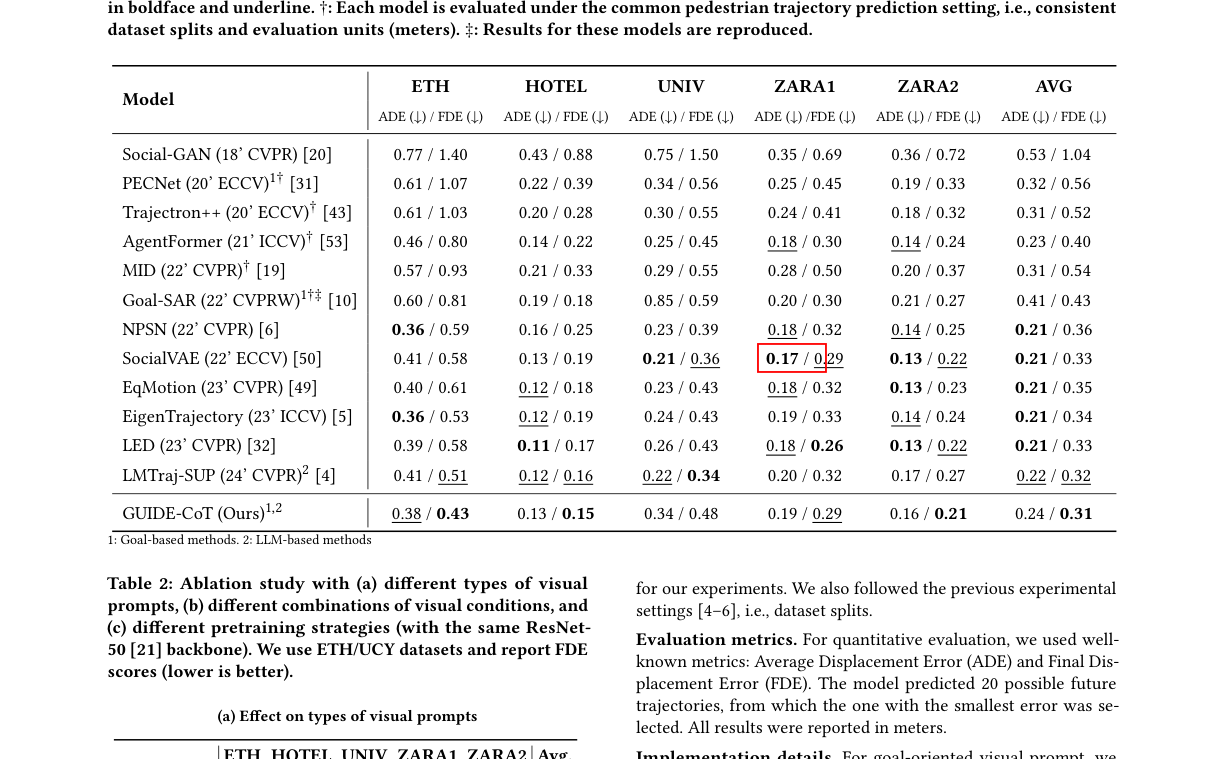 in boldface and underline. †: Each model is evaluated under the common pedestrian trajectory prediction setting, i.e., consistent
dataset splits and evaluation units (meters). ‡: Results for these models are reproduced.
Model ETH HOTEL UNIV ZARA1 ZARA2 AVG
ADE (↓) / FDE (↓) ADE (↓) / FDE (↓) ADE (↓) / FDE (↓) ADE (↓) /FDE (↓) ADE (↓) / FDE (↓) ADE (↓) / FDE (↓)
Social-GAN (18' CVPR) [20] 0.77 / 1.40 0.43 / 0.88 0.75 / 1.50 0.35 / 0.69 0.36 / 0.72 0.53 / 1.04
PECNet (20' ECCV)1† [31] 0.61 / 1.07 0.22 / 0.39 0.34 / 0.56 0.25 / 0.45 0.19 / 0.33 0.32 / 0.56
Trajectron++ (20' ECCV)† [43] 0.61 / 1.03 0.20 / 0.28 0.30 / 0.55 0.24 / 0.41 0.18 / 0.32 0.31 / 0.52
AgentFormer (21' ICCV)† [53] 0.46 / 0.80 0.14 / 0.22 0.25 / 0.45 0.18 / 0.30 0.14 / 0.24 0.23 / 0.40
MID (22' CVPR)† [19] 0.57 / 0.93 0.21 / 0.33 0.29 / 0.55 0.28 / 0.50 0.20 / 0.37 0.31 / 0.54
Goal-SAR (22' CVPRW)1†‡ [10] 0.60 / 0.81 0.19 / 0.18 0.85 / 0.59 0.20 / 0.30 0.21 / 0.27 0.41 / 0.43
NPSN (22' CVPR) [6] 0.36 / 0.59 0.16 / 0.25 0.23 / 0.39 0.18 / 0.32 0.14 / 0.25 0.21 / 0.36
SocialVAE (22' ECCV) [50] 0.41 / 0.58 0.13 / 0.19 0.21 / 0.36 0.17 / 0.29 0.13 / 0.22 0.21 / 0.33
EqMotion (23' CVPR) [49] 0.40 / 0.61 0.12 / 0.18 0.23 / 0.43 0.18 / 0.32 0.13 / 0.23 0.21 / 0.35
EigenTrajectory (23' ICCV) [5] 0.36 / 0.53 0.12 / 0.19 0.24 / 0.43 0.19 / 0.33 0.14 / 0.24 0.21 / 0.34
LED (23' CVPR) [32] 0.39 / 0.58 0.11 / 0.17 0.26 / 0.43 0.18 / 0.26 0.13 / 0.22 0.21 / 0.33
LMTraj-SUP (24' CVPR)2 [4] 0.41 / 0.51 0.12 / 0.16 0.22 / 0.34 0.20 / 0.32 0.17 / 0.27 0.22 / 0.32
GUIDE-CoT (Ours)1,2 0.38 / 0.43 0.13 / 0.15 0.34 / 0.48 0.19 / 0.29 0.16 / 0.21 0.24 / 0.31
1: Goal-based methods. 2: LLM-based methods
Table 2: Ablation study with (a) different types of visual
prompts, (b) different combinations of visual conditions, and
(c) different pretraining strategies (with the same ResNet-
50 [21] backbone). We use ETH/UCY datasets and report FDE
scores (lower is better).
(a) Effect on types of visual prompts
ETH HOTEL UNIV ZARA1 ZARA2 Avg.
for our experiments. We also followed the previous experimental
settings [4–6], i.e., dataset splits.
Evaluation metrics. For quantitative evaluation, we used well-
known metrics: Average Displacement Error (ADE) and Final Dis-
placement Error (FDE). The model predicted 20 possible future
trajectories, from which the one with the smallest error was se-
lected. All results were reported in meters.
Implementation details. For goal-oriented visual prompt, we